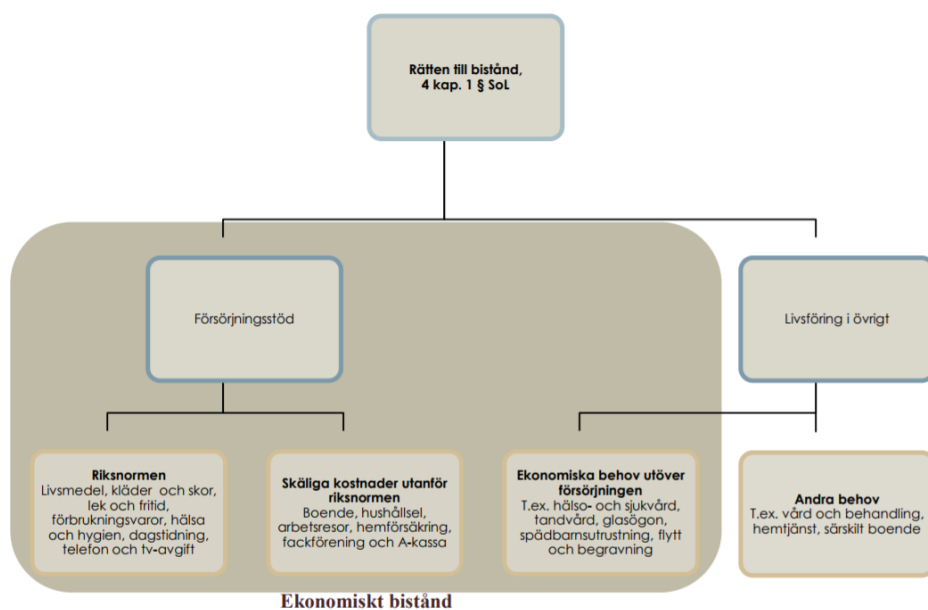 Rätten till bistånd,
4 kap. 1 § SoL
Försörjningsstöd
Livsföring i övrigt
Riksnormen
Livsmedel, kläder och skor,
lek och fritid,
förbrukningsvaror, hälsa
och hygien, dagstidning,
telefon och tv-avgift
Skäliga kostnader utanför
riksnormen
Boende, hushållsel,
arbetsresor, hemförsäkring,
fackförening och A-kassa
Ekonomiska behov utöver
försörjningen
T.ex. hälso- och sjukvård,
tandvård, glasögon,
spädbarnsutrustning, flytt
och begravning
Andra behov
T.ex. vård och behandling,
hemtjänst, särskilt boende
Ekonomiskt bistånd